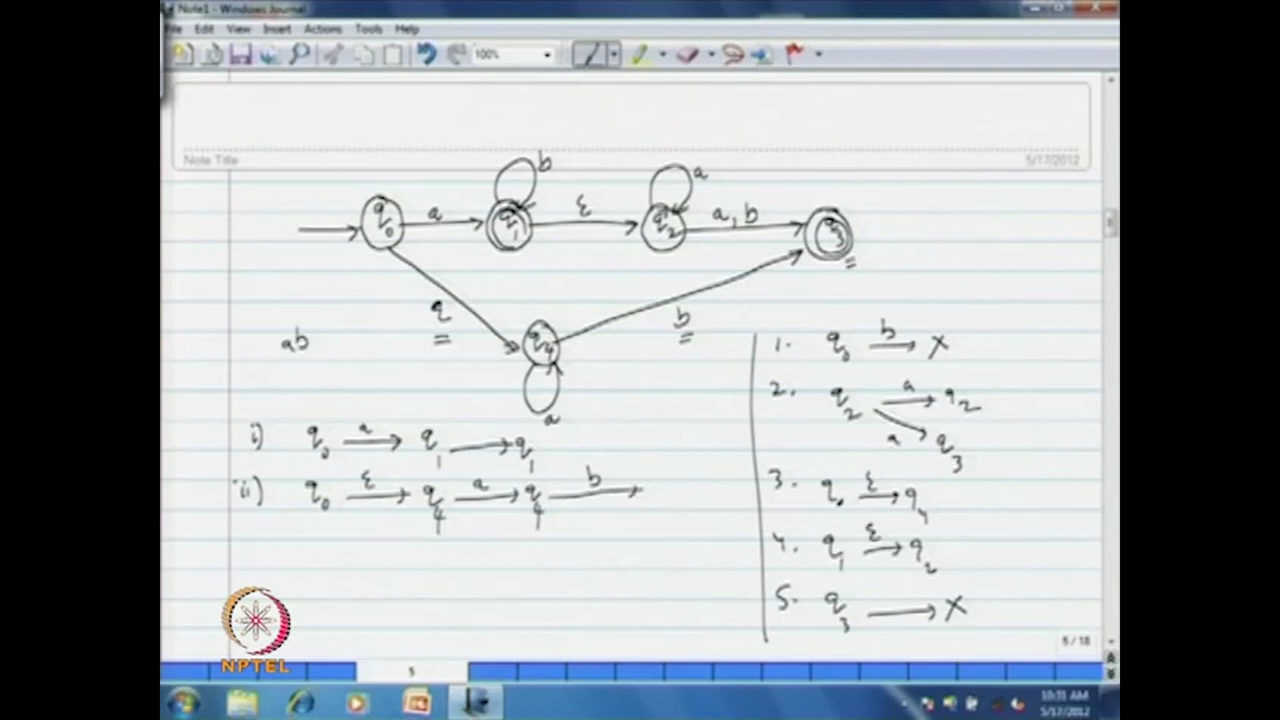 Note1 - Windows Journal
File Edit View Insert Actions Tools Help
100%
Note Title
5/17/2012
b
a
q0 a q1 ε q2 a, b q3
q
b
q4
a
ab
i) q0 a→ q1 → q1
ii) q0 ε→ q4 a→ q4 b→
1. q0 b→ X
2. q2 a→ q2
a q3
3. q0 ε→ q4
4. q1 ε→ q2
5. q3 → X
NPTEL
5 / 18
5
10:31 AM
5/17/2012